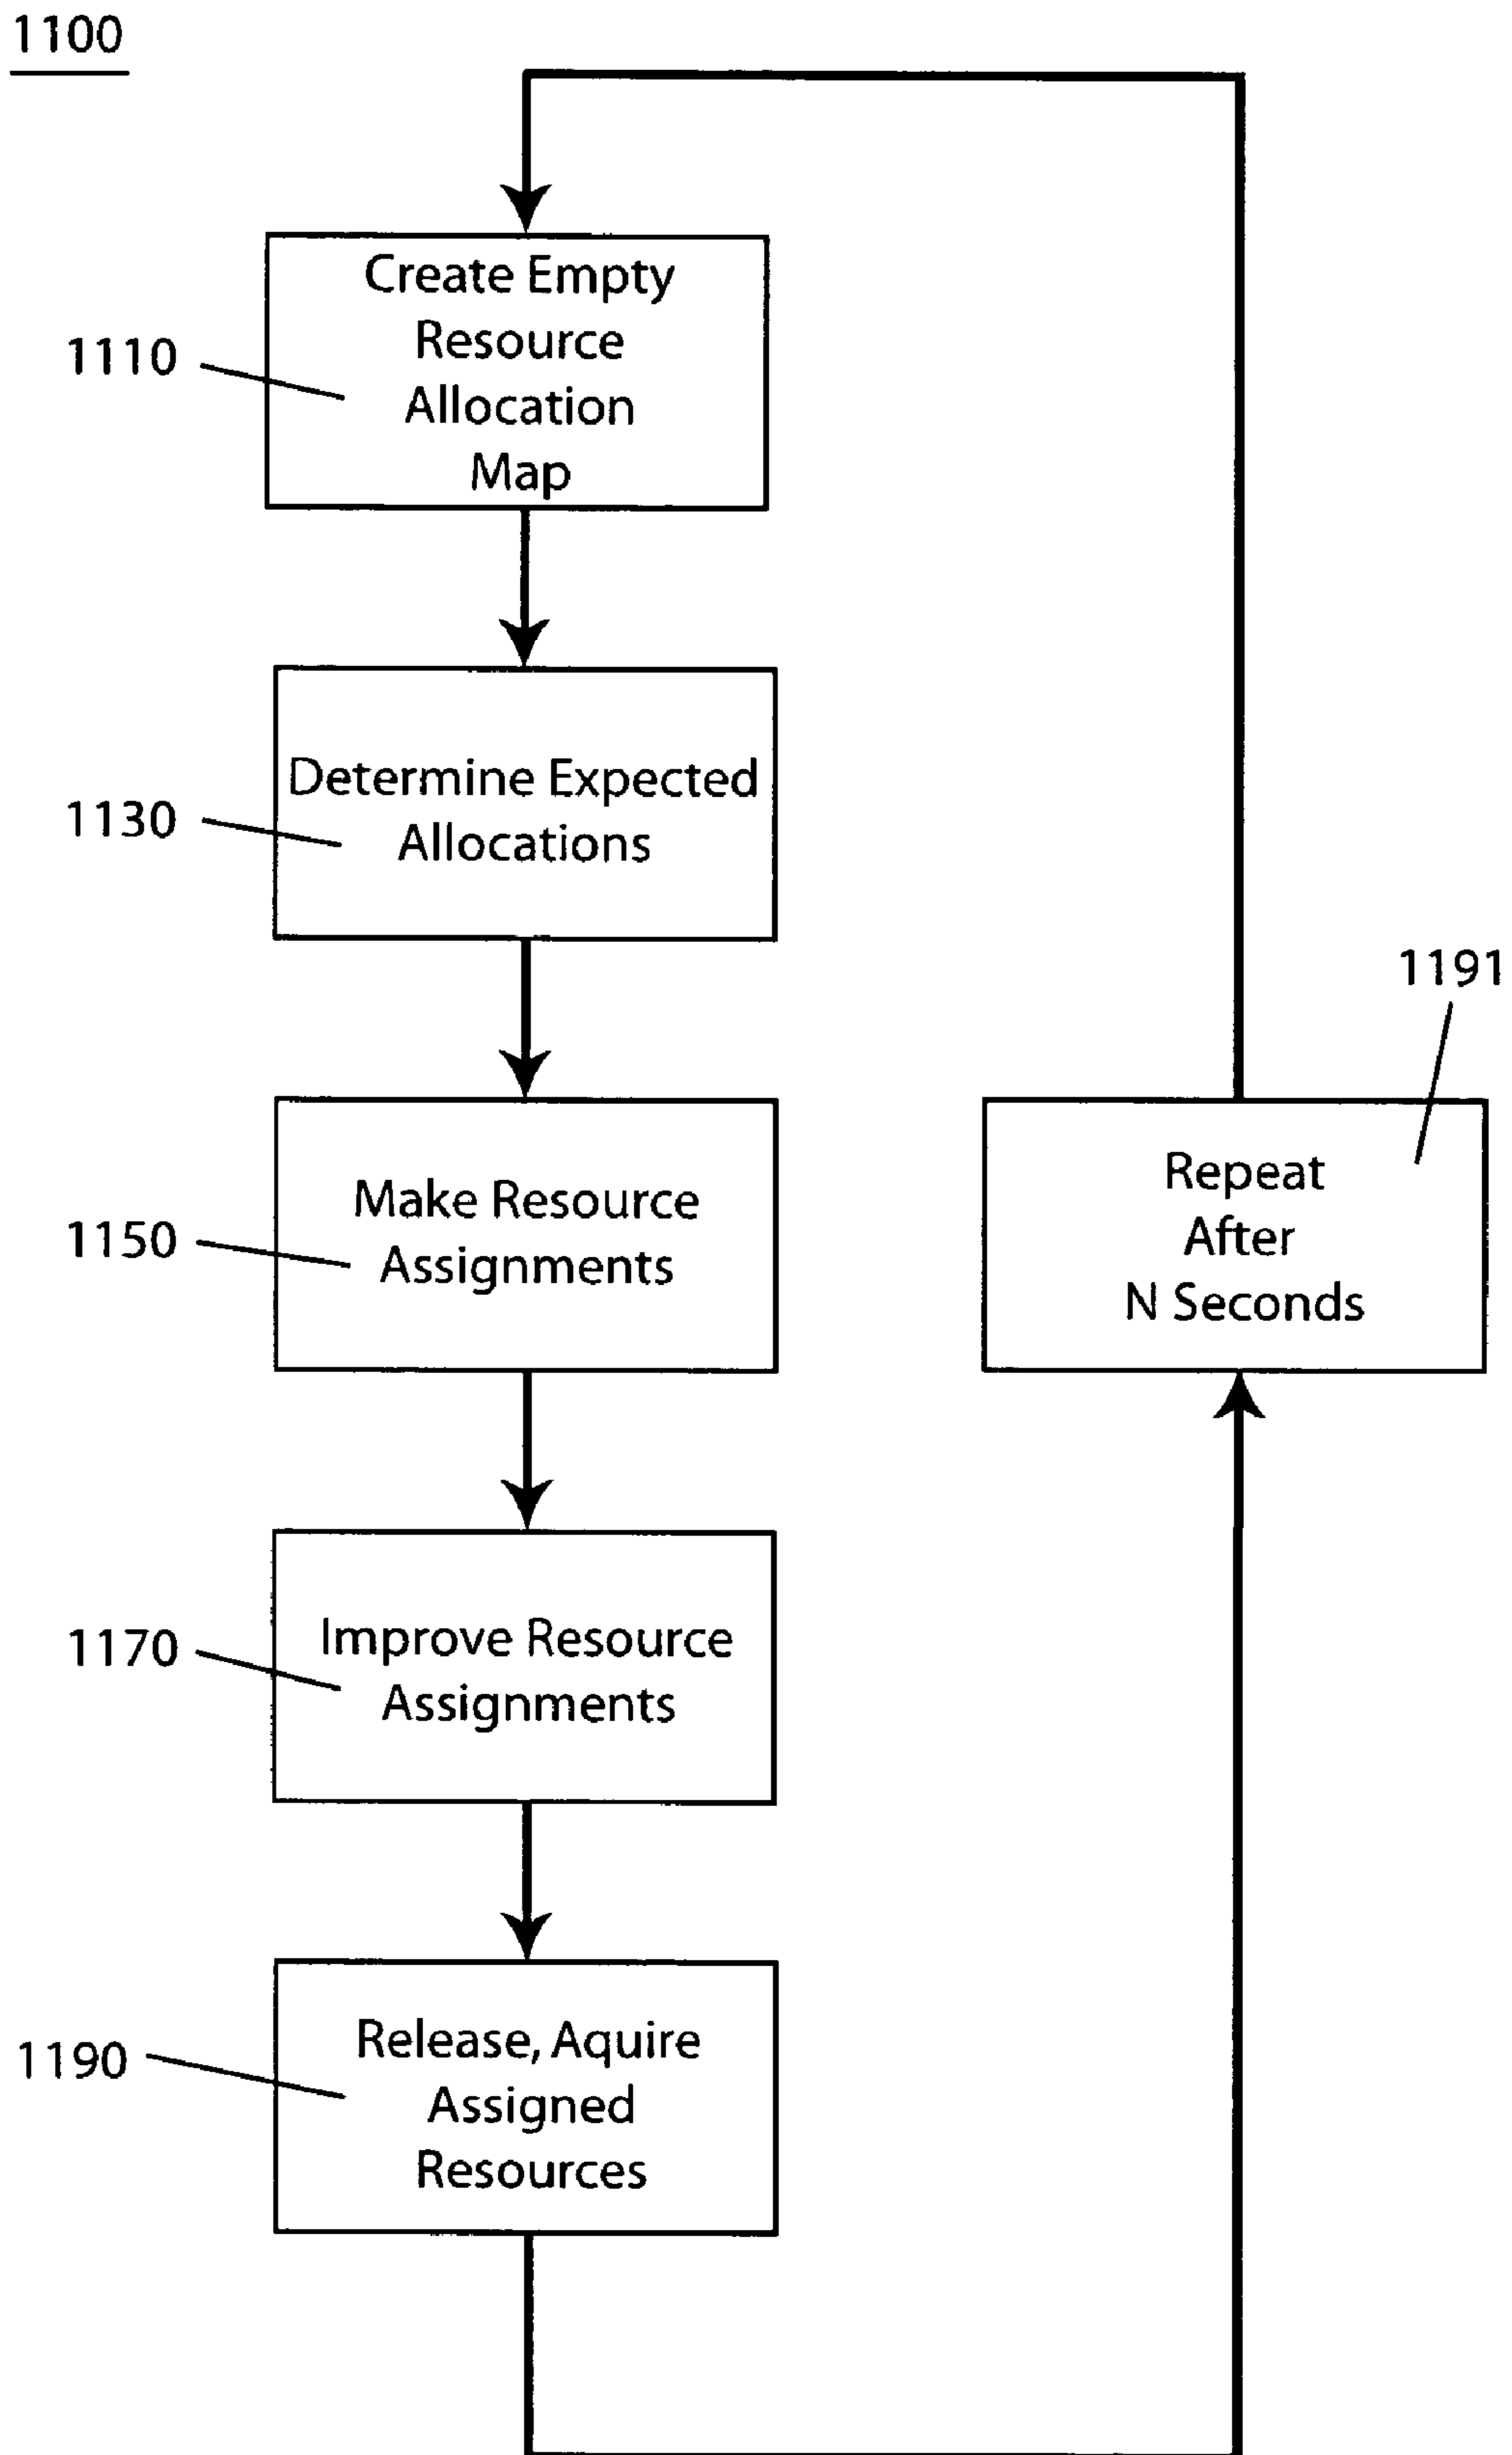 1100
Create Empty
Resource
Allocation
Map
1110
Determine Expected
Allocations
1130
1191
Make Resource
Assignments
1150
Repeat
After
N Seconds
Improve Resource
Assignments
1170
Release, Aquire
Assigned
Resources
1190